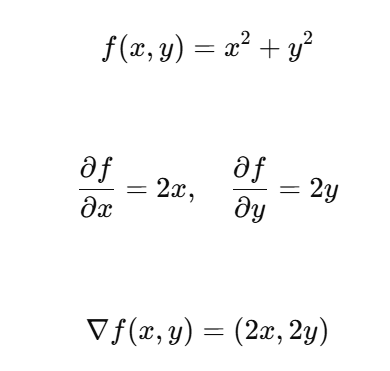 f(x, y) = x² + y²
∂f/∂x = 2x, ∂f/∂y = 2y
∇f(x, y) = (2x, 2y)